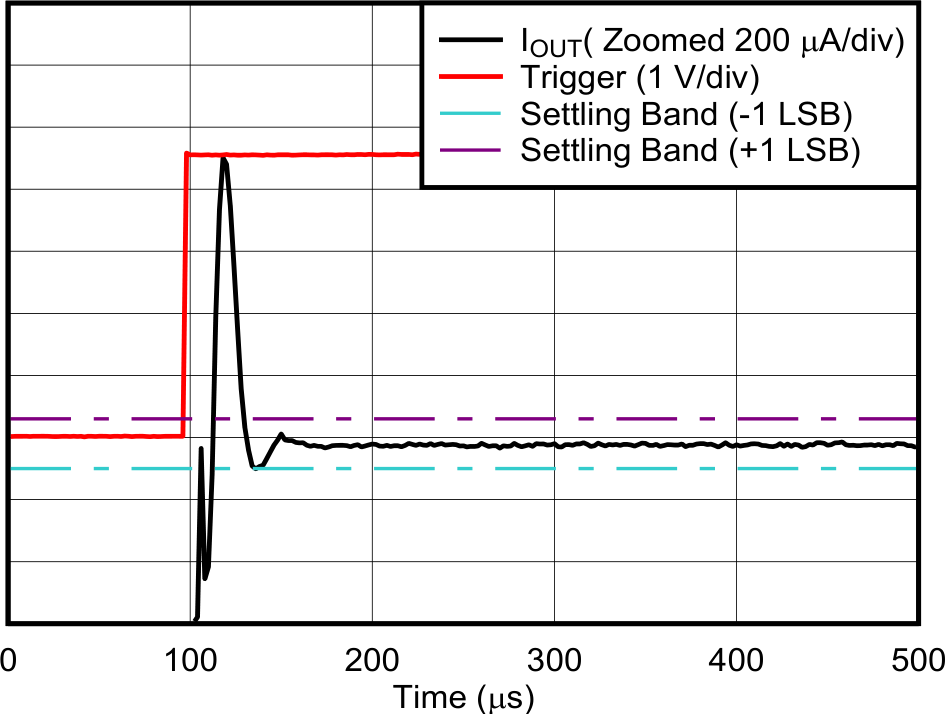 IOUT( Zoomed 200 μA/div)
Trigger (1 V/div)
Settling Band (-1 LSB)
Settling Band (+1 LSB)
0 100 200 300 400 500
Time (μs)